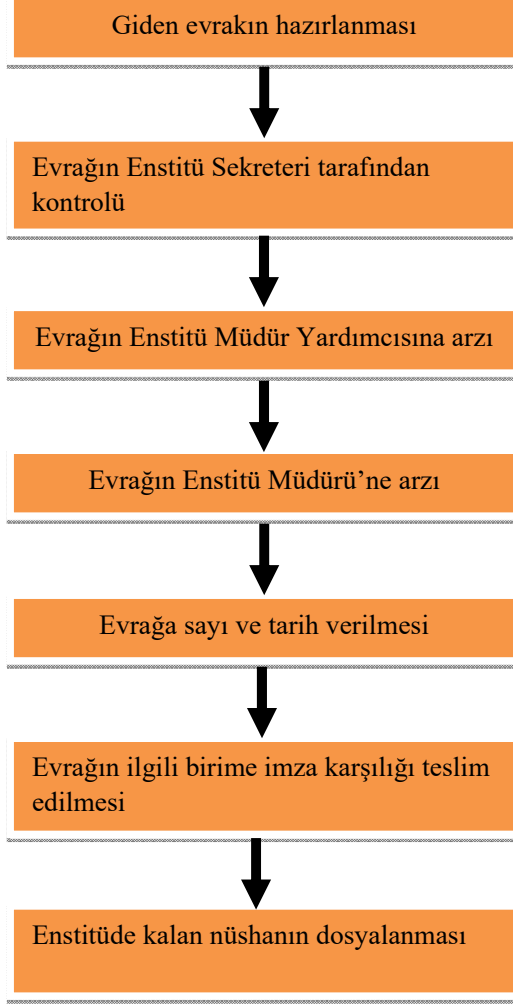 Giden evrakın hazırlanması
Evrağın Enstitü Sekreteri tarafından
kontrolü
Evrağın Enstitü Müdür Yardımcısına arzı
Evrağın Enstitü Müdürü’ne arzı
Evrağa sayı ve tarih verilmesi
Evrağın ilgili birime imza karşılığı teslim
edilmesi
Enstitüde kalan nüshanın dosyalanması